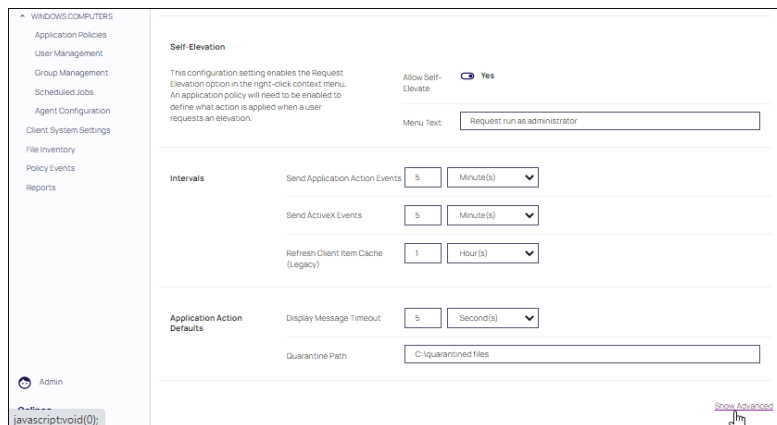 WINDOWS COMPUTERS
Application Policies
User Management
Group Management
Scheduled Jobs
Agent Configuration
Client System Settings
File Inventory
Policy Events
Reports
Admin
javascript:void(0);
Self-Elevation
This configuration setting enables the Request
Elevation option in the right-click context menu.
An application policy will need to be enabled to
define what action is applied when a user
requests an elevation.
Allow Self-
Elevate
Yes
Menu Text
Request run as administrator
Intervals
Send Application Action Events
5
Minute(s)
Send ActiveX Events
5
Minute(s)
Refresh Client Item Cache
(Legacy)
1
Hour(s)
Application Action
Defaults
Display Message Timeout
5
Second(s)
Quarantine Path
C:\quarantined files
Show Advanced